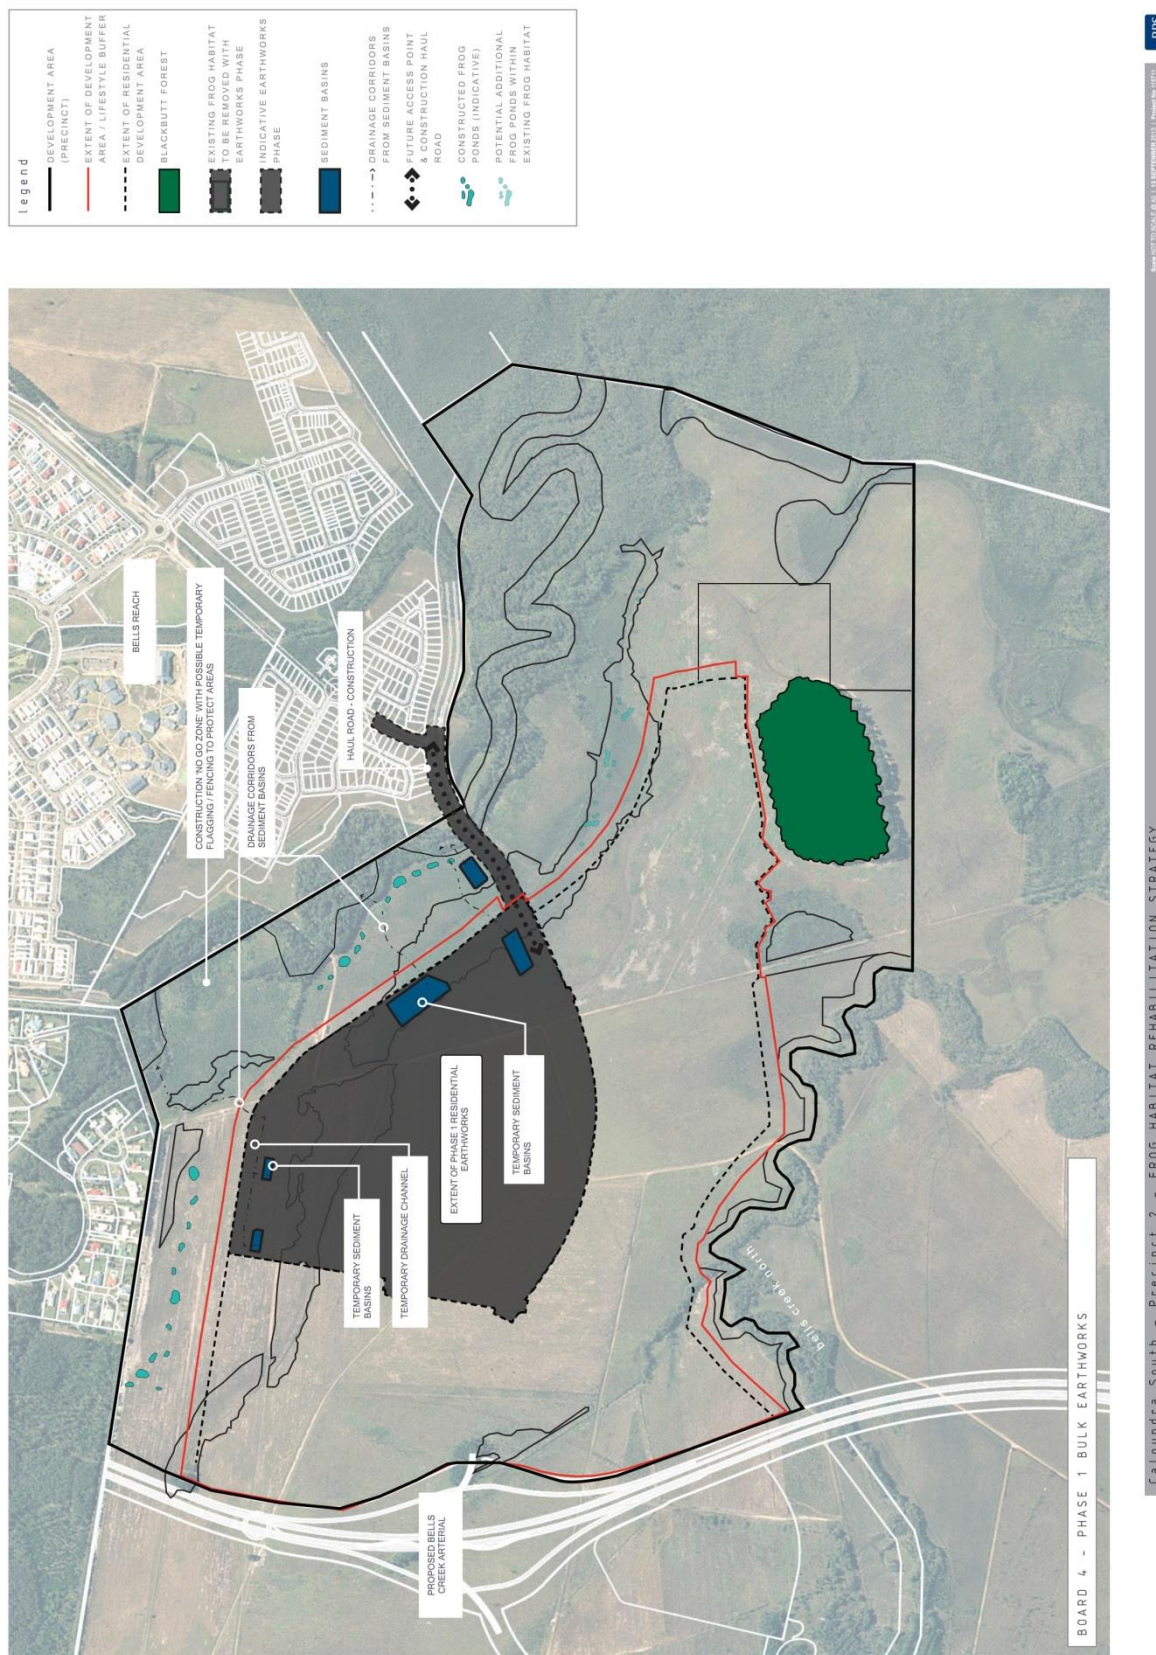 legend
DEVELOPMENT AREA
(PRECINCT)
EXTENT OF DEVELOPMENT
AREA / LIFESTYLE BUFFER
EXTENT OF RESIDENTIAL
DEVELOPMENT AREA
BLACKBUTT FOREST
EXISTING FROG HABITAT
TO BE REMOVED WITH
EARTHWORKS PHASE
INDICATIVE EARTHWORKS
PHASE
SEDIMENT BASINS
DRAINAGE CORRIDORS
FROM SEDIMENT BASINS
FUTURE ACCESS POINT
& CONSTRUCTION HAUL
ROAD
CONSTRUCTED FROG
PONDS (INDICATIVE)
POTENTIAL ADDITIONAL
FROG PONDS WITHIN
EXISTING FROG HABITAT
BELLS REACH
CONSTRUCTION 'NO GO ZONE' WITH POSSIBLE TEMPORARY
FLAGGING / FENCING TO PROTECT AREAS
DRAINAGE CORRIDORS FROM
SEDIMENT BASINS
HAUL ROAD - CONSTRUCTION
TEMPORARY SEDIMENT
BASINS
TEMPORARY DRAINAGE CHANNEL
EXTENT OF PHASE 1 RESIDENTIAL
EARTHWORKS
TEMPORARY SEDIMENT
BASINS
PROPOSED BELLS
CREEK ARTERIAL
bells creek north
BOARD 4 - PHASE 1 BULK EARTHWORKS
Caloundra South - Precinct 2 - FROG HABITAT REHABILITATION STRATEGY